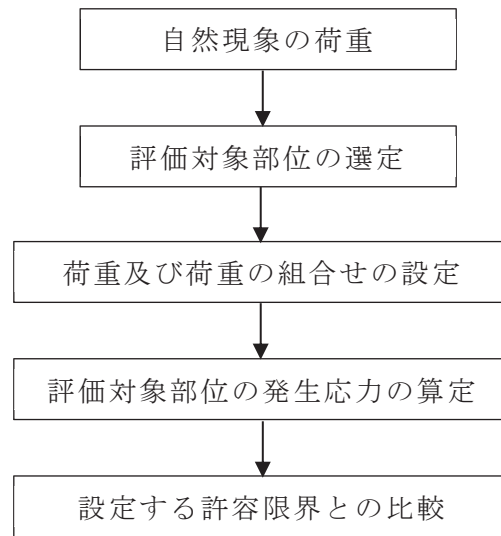 自然現象の荷重
評価対象部位の選定
荷重及び荷重の組合せの設定
評価対象部位の発生応力の算定
設定する許容限界との比較